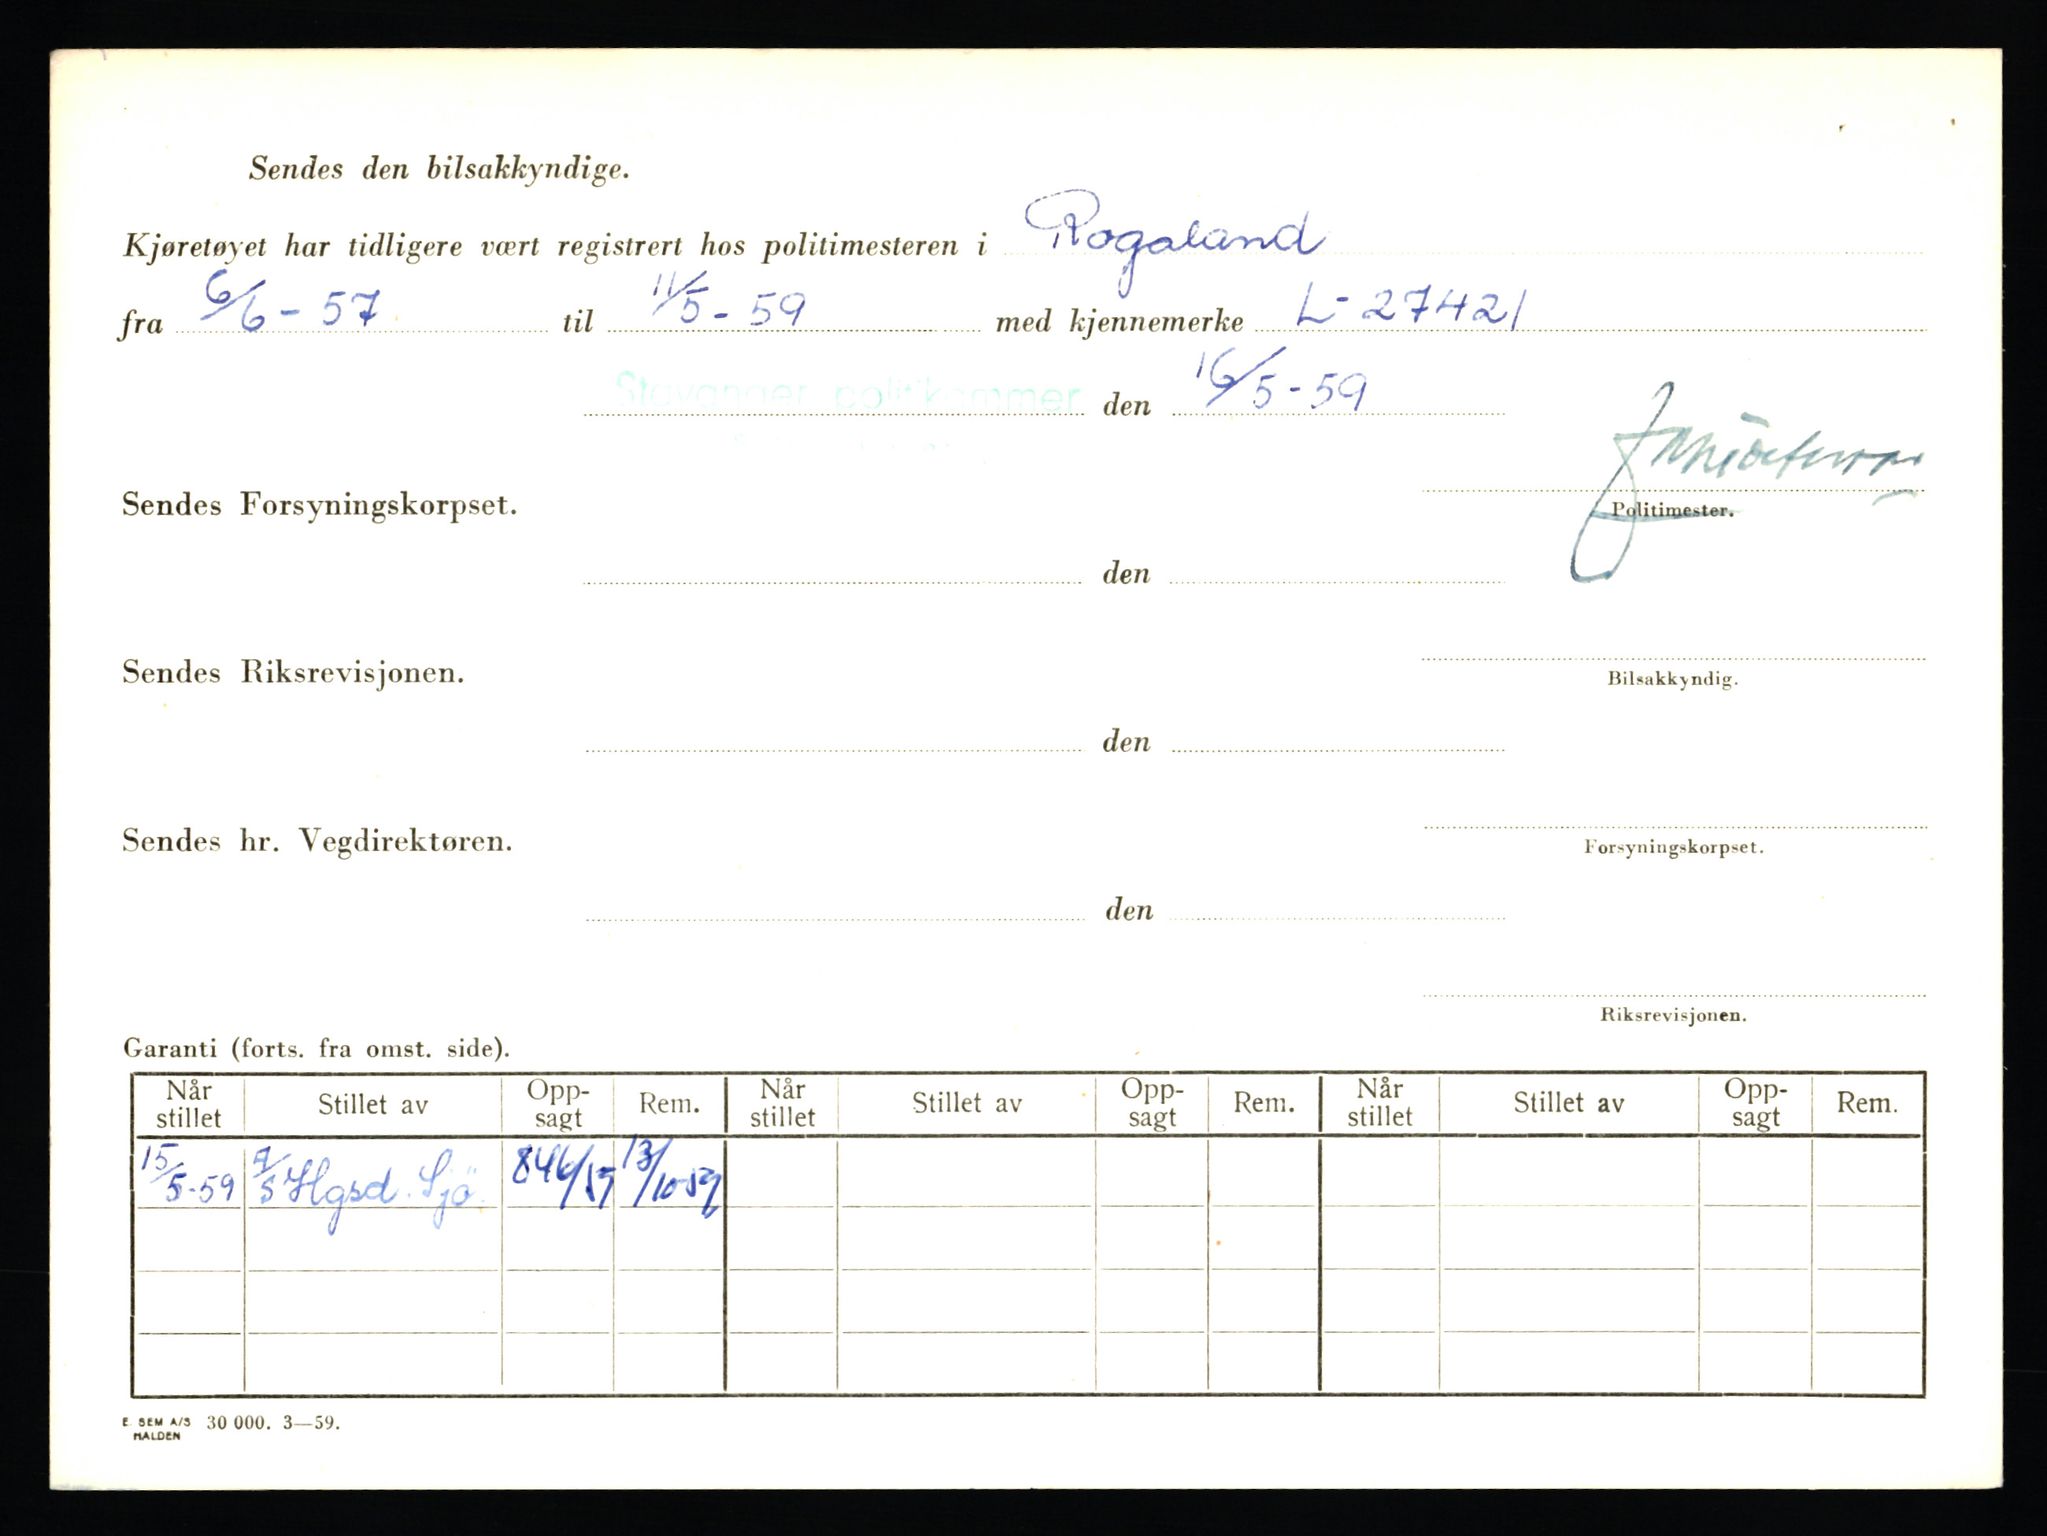 Sendes den bilsakkyndige.
Kjøretøyet har tidligere vært registrert hos politimesteren i Rogaland
fra 6/6 - 57 til 11/5 - 59 med kjennemerke L - 27421
Stavanger politikammer den 16/5 - 59
Sendes Forsyningskorpset.
Politimester.
den
Sendes Riksrevisjonen.
Bilsakkyndig.
den
Sendes hr. Vegdirektøren.
Forsyningskorpset.
den
Riksrevisjonen.
Garanti (forts. fra omst. side).
Når stillet Stillet av Opp-sagt Rem. Når stillet Stillet av Opp-sagt Rem. Når stillet Stillet av Opp-sagt Rem.
15/5-59 A/S Hgsd. Sjö. 846/59 13/10-59
E. SEM A/S HALDEN 30 000. 3—59.